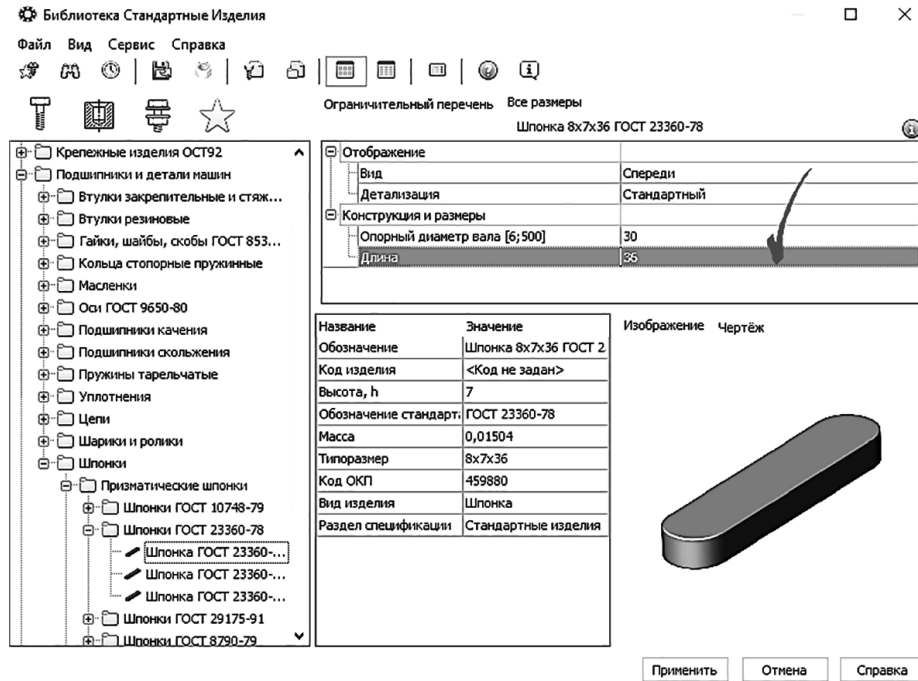 Библиотека Стандартные Изделия
Файл Вид Сервис Справка
Ограничительный перечень Все размеры
Шпонка 8x7x36 ГОСТ 23360-78
Крепежные изделия ОСТ92
Подшипники и детали машин
Втулки закрепительные и стяж...
Втулки резиновые
Гайки, шайбы, скобы ГОСТ 853...
Кольца стопорные пружинные
Масленки
Оси ГОСТ 9650-80
Подшипники качения
Подшипники скольжения
Пружины тарельчатые
Уплотнения
Цепи
Шарики и ролики
Шпонки
Призматические шпонки
Шпонки ГОСТ 10748-79
Шпонки ГОСТ 23360-78
Шпонка ГОСТ 23360-...
Шпонка ГОСТ 23360-...
Шпонка ГОСТ 23360-...
Шпонки ГОСТ 29175-91
Шпонки ГОСТ 8790-79
Отображение
Вид Спереди
Детализация Стандартный
Конструкция и размеры
Опорный диаметр вала [6;500] 30
Длина 36
Название Значение
Обозначение Шпонка 8x7x36 ГОСТ 2
Код изделия <Код не задан>
Высота, h 7
Обозначение стандарт: ГОСТ 23360-78
Масса 0,01504
Типоразмер 8x7x36
Код ОКП 459880
Вид изделия Шпонка
Раздел спецификации Стандартные изделия
Изображение Чертёж
Применить Отмена Справка